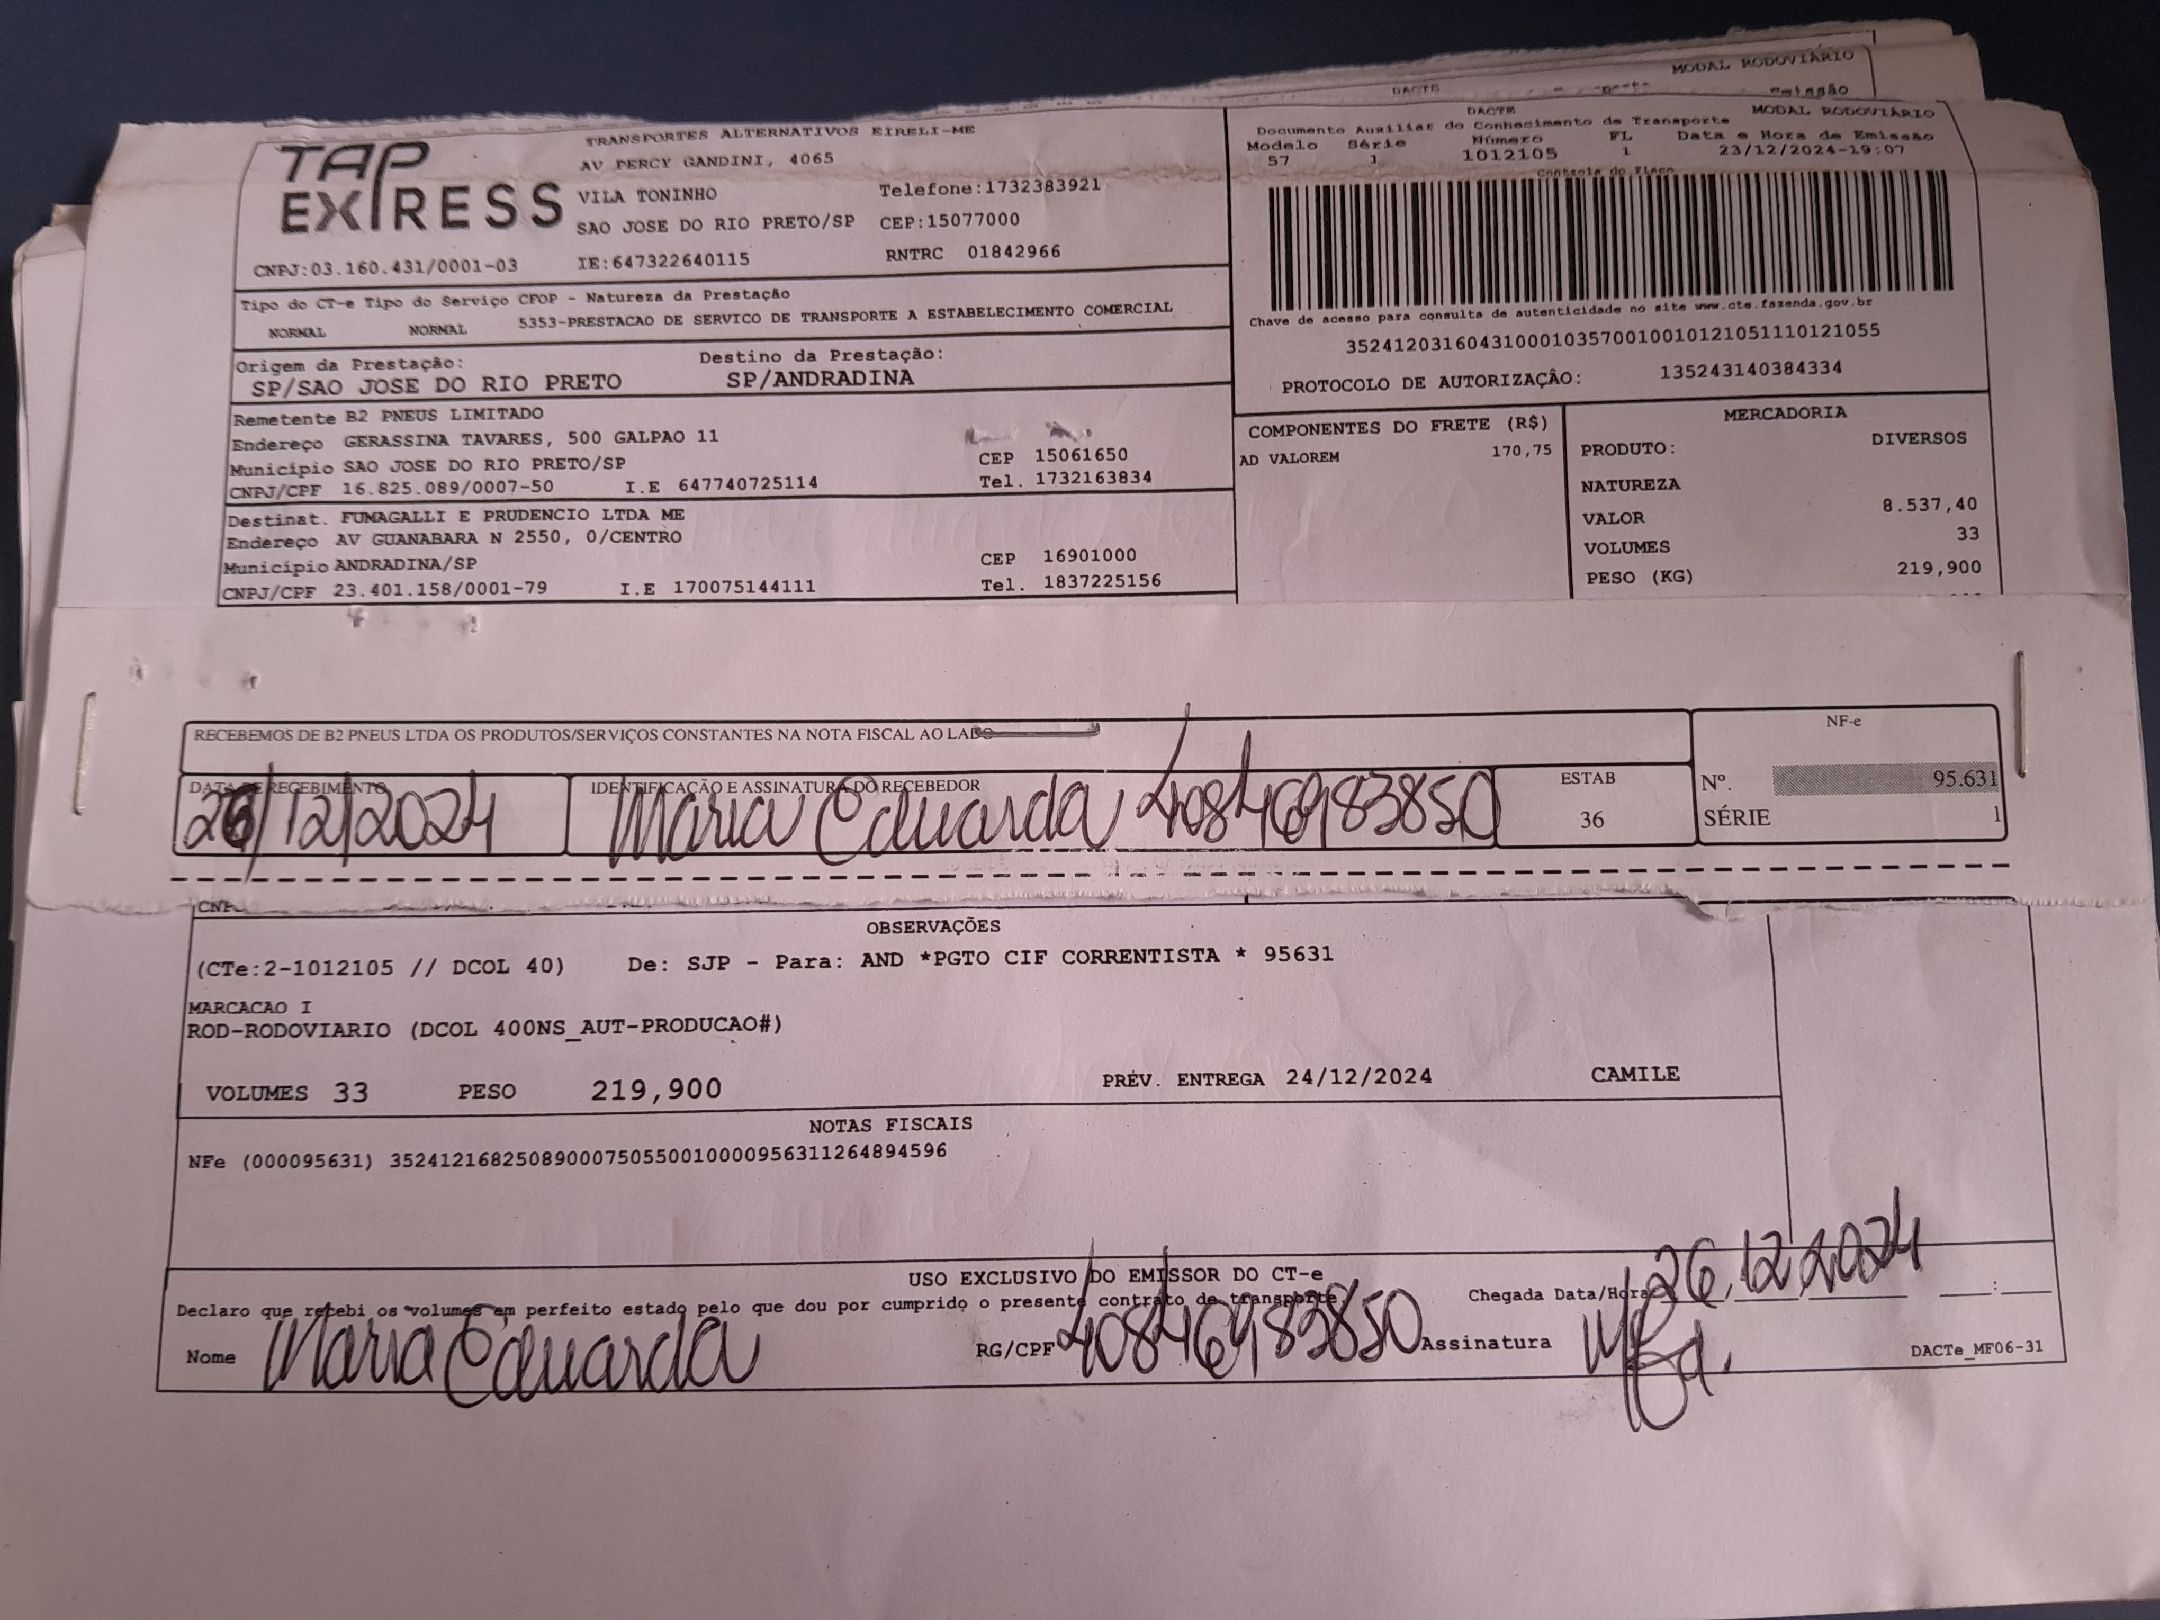 MODAL RODOVIÁRIO
DACTE
TAP EXPRESS
TRANSPORTES ALTERNATIVOS EIRELI-ME
AV PERCY GANDINI, 4065
VILA TONINHO Telefone:1732383921
SAO JOSE DO RIO PRETO/SP CEP:15077000
CNPJ:03.160.431/0001-03 IE:647322640115 RNTRC 01842966
DACTE MODAL RODOVIÁRIO
Documento Auxiliar do Conhecimento de Transporte
Modelo Série Número FL Data e Hora de Emissão
57 1 1012105 1 23/12/2024-19:07
Controle do Fisco
Chave de acesso para consulta de autenticidade no site www.cte.fazenda.gov.br
35241203160431000103570010010121051110121055
PROTOCOLO DE AUTORIZAÇÃO: 135243140384334
Tipo do CT-e Tipo do Serviço CFOP - Natureza da Prestação
NORMAL NORMAL 5353-PRESTACAO DE SERVICO DE TRANSPORTE A ESTABELECIMENTO COMERCIAL
Origem da Prestação: Destino da Prestação:
SP/SAO JOSE DO RIO PRETO SP/ANDRADINA
Remetente B2 PNEUS LIMITADO
Endereço GERASSINA TAVARES, 500 GALPAO 11
Município SAO JOSE DO RIO PRETO/SP CEP 15061650
CNPJ/CPF 16.825.089/0007-50 I.E 647740725114 Tel. 1732163834
Destinat. FUMAGALLI E PRUDENCIO LTDA ME
Endereço AV GUANABARA N 2550, 0/CENTRO
Município ANDRADINA/SP CEP 16901000
CNPJ/CPF 23.401.158/0001-79 I.E 170075144111 Tel. 1837225156
COMPONENTES DO FRETE (R$)
AD VALOREM 170,75
MERCADORIA
PRODUTO: DIVERSOS
NATUREZA
VALOR 8.537,40
VOLUMES 33
PESO (KG) 219,900
RECEBEMOS DE B2 PNEUS LTDA OS PRODUTOS/SERVIÇOS CONSTANTES NA NOTA FISCAL AO LADO
DATA DE RECEBIMENTO IDENTIFICAÇÃO E ASSINATURA DO RECEBEDOR
26/12/2024 Maria Eduarda 40846983850
ESTAB
36
NF-e
Nº. 95.631
SÉRIE 1
OBSERVAÇÕES
(CTe:2-1012105 // DCOL 40) De: SJP - Para: AND *PGTO CIF CORRENTISTA * 95631
MARCACAO I
ROD-RODOVIARIO (DCOL 400NS_AUT-PRODUCAO#)
VOLUMES 33 PESO 219,900 PRÉV. ENTREGA 24/12/2024 CAMILE
NOTAS FISCAIS
NFe (000095631) 35241216825089000750550010000956311264894596
USO EXCLUSIVO DO EMISSOR DO CT-e
Declaro que recebi os volumes em perfeito estado pelo que dou por cumprido o presente contrato de transporte
Chegada Data/Hora 26.12.2024 :
Nome Maria Eduarda RG/CPF 40846983850 Assinatura
DACTe_MF06-31